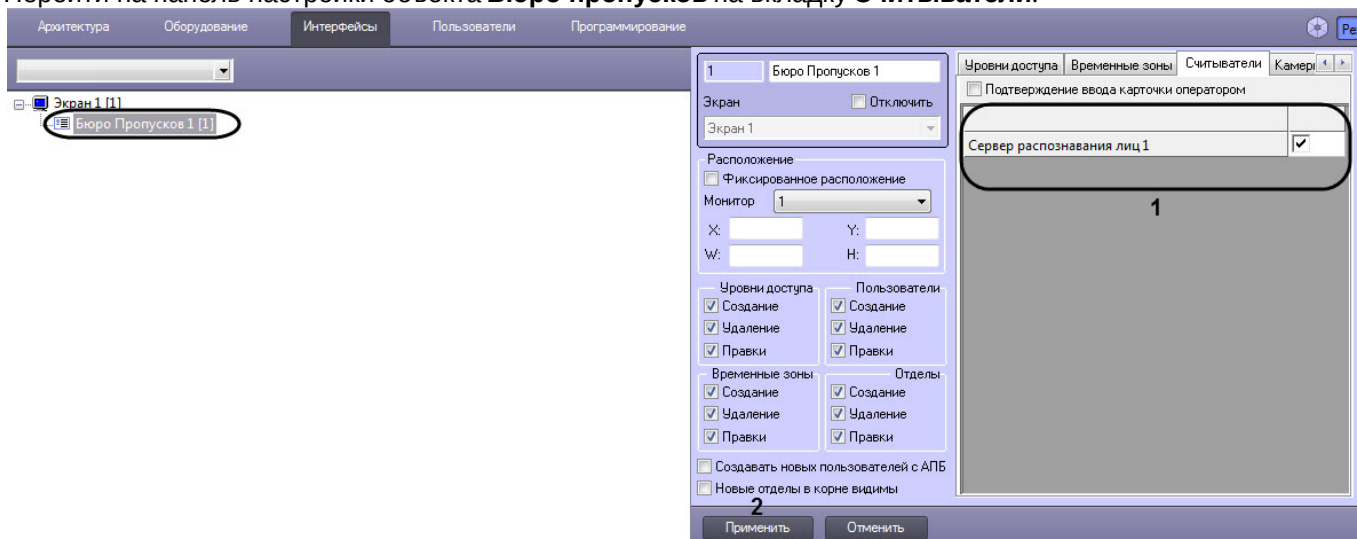 Перейти на панель настройки объекта Бюро пропусков на вкладку Считыватели.
Архитектура Оборудование Интерфейсы Пользователи Программирование
Экран 1 [1]
Бюро Пропусков 1 [1]
1 Бюро Пропусков 1
Экран Отключить
Экран 1
Расположение
Фиксированное расположение
Монитор 1
X: Y:
W: H:
Уровни доступа Пользователи
Создание Создание
Удаление Удаление
Правки Правки
Временные зоны Отделы
Создание Создание
Удаление Удаление
Правки Правки
Создавать новых пользователей с АПБ
Новые отделы в корне видимы
2
Применить Отменить
Уровни доступа Временные зоны Считыватели
Подтверждение ввода карточки оператором
Сервер распознавания лиц 1
1